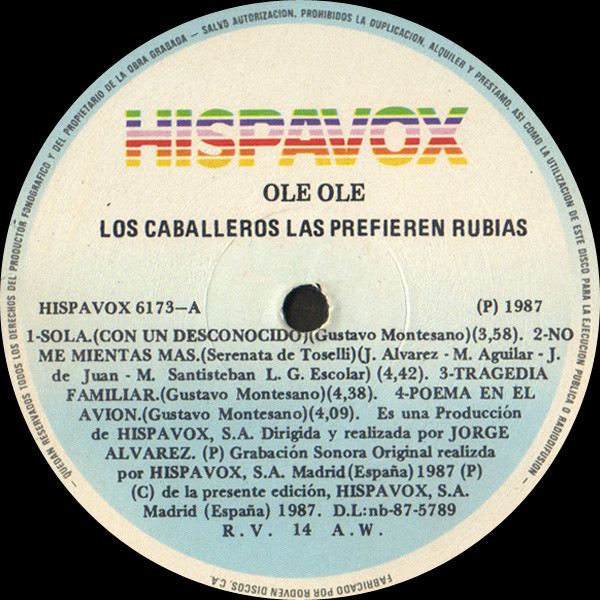 — QUEDAN RESERVADOS TODOS LOS DERECHOS DEL PRODUCTOR FONOGRAFICO Y DEL PROPIETARIO DE LA OBRA GRABADA — SALVO AUTORIZACION, PROHIBIDOS LA DUPLICACION, ALQUILER Y PRESTAMO, ASI COMO LA UTILIZACION DE ESTE DISCO PARA LA EJECUCION PUBLICA O RADIODIFUSION —
HISPAVOX
OLE OLE
LOS CABALLEROS LAS PREFIEREN RUBIAS
HISPAVOX 6173—A (P) 1987
1-SOLA.(CON UN DESCONOCIDO)(Gustavo Montesano)(3,58). 2-NO
ME MIENTAS MAS.(Serenata de Toselli)(J. Alvarez - M. Aguilar - J.
de Juan - M. Santisteban L. G. Escolar) (4,42). 3-TRAGEDIA
FAMILIAR.(Gustavo Montesano)(4,38). 4-POEMA EN EL
AVION.(Gustavo Montesano)(4,09). Es una Producción
de HISPAVOX, S.A. Dirigida y realizada por JORGE
ALVAREZ. (P) Grabación Sonora Original realizda
por HISPAVOX, S.A. Madrid(España) 1987 (P)
(C) de la presente edición, HISPAVOX, S.A.
Madrid (España) 1987. D.L:nb-87-5789
R. V. 14 A. W.
FABRICADO POR RODVEN DISCOS, C.A.